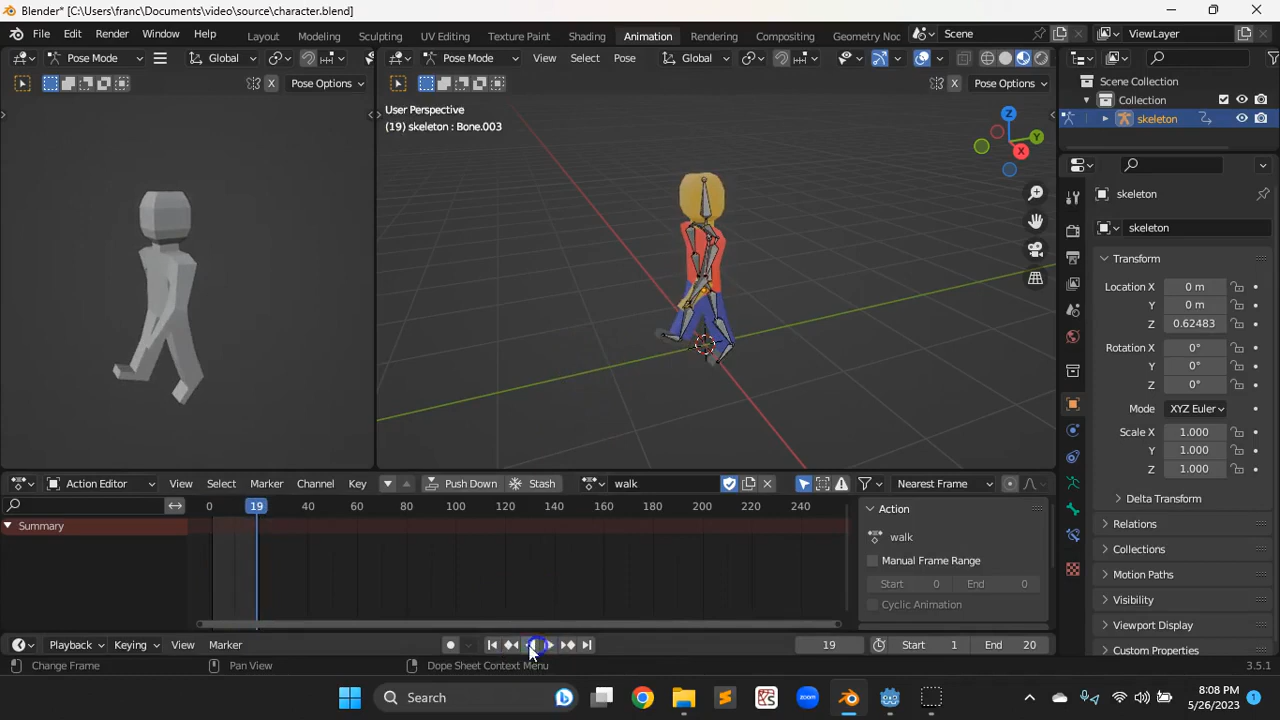 Blender* [C:\Users\franc\Documents\video\source\character.blend]
File Edit Render Window Help Layout Modeling Sculpting UV Editing Texture Paint Shading Animation Rendering Compositing Geometry Noc Scene ViewLayer
Pose Mode Global Pose Mode View Select Pose Global
X Pose Options X Pose Options
User Perspective
(19) skeleton : Bone.003
Z
Y
X
Scene Collection
Collection
skeleton
skeleton
skeleton
Transform
Location X 0 m
Y 0 m
Z 0.62483
Rotation X 0°
Y 0°
Z 0°
Mode XYZ Euler
Scale X 1.000
Y 1.000
Z 1.000
Delta Transform
Relations
Collections
Motion Paths
Visibility
Viewport Display
Custom Properties
Action Editor View Select Marker Channel Key Push Down Stash walk Nearest Frame
0 19 40 60 80 100 120 140 160 180 200 220 240
Summary
Action
walk
Manual Frame Range
Start 0 End 0
Cyclic Animation
Playback Keying View Marker 19 Start 1 End 20
Change Frame Pan View Dope Sheet Context Menu 3.5.1
Search
8:08 PM
5/26/2023